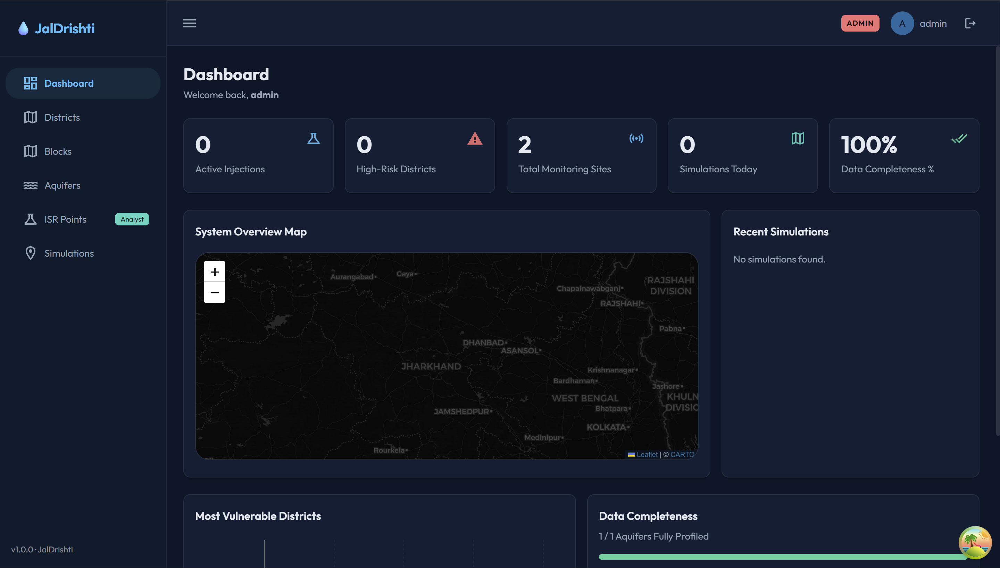 JalDrishti
ADMIN
A
admin
Dashboard
Districts
Blocks
Aquifers
ISR Points
Analyst
Simulations
v1.0.0 · JalDrishti
Dashboard
Welcome back, admin
0
Active Injections
0
High-Risk Districts
2
Total Monitoring Sites
0
Simulations Today
100%
Data Completeness %
System Overview Map
+
−
Aurangabad
Gaya
Chapainawabganj
RAJSHAHI
DIVISION
RAJSHAHI
Pabna
DHANBAD
ASANSOL
JHARKHAND
Krishnanagar
Bardhaman
Jashore
WEST BENGAL
KHULN
DIVISIC
Bhatpara
JAMSHEDPUR
KOLKATA
Medinipur
Rourkela
Leaflet | © CARTO
Recent Simulations
No simulations found.
Most Vulnerable Districts
Data Completeness
1 / 1 Aquifers Fully Profiled